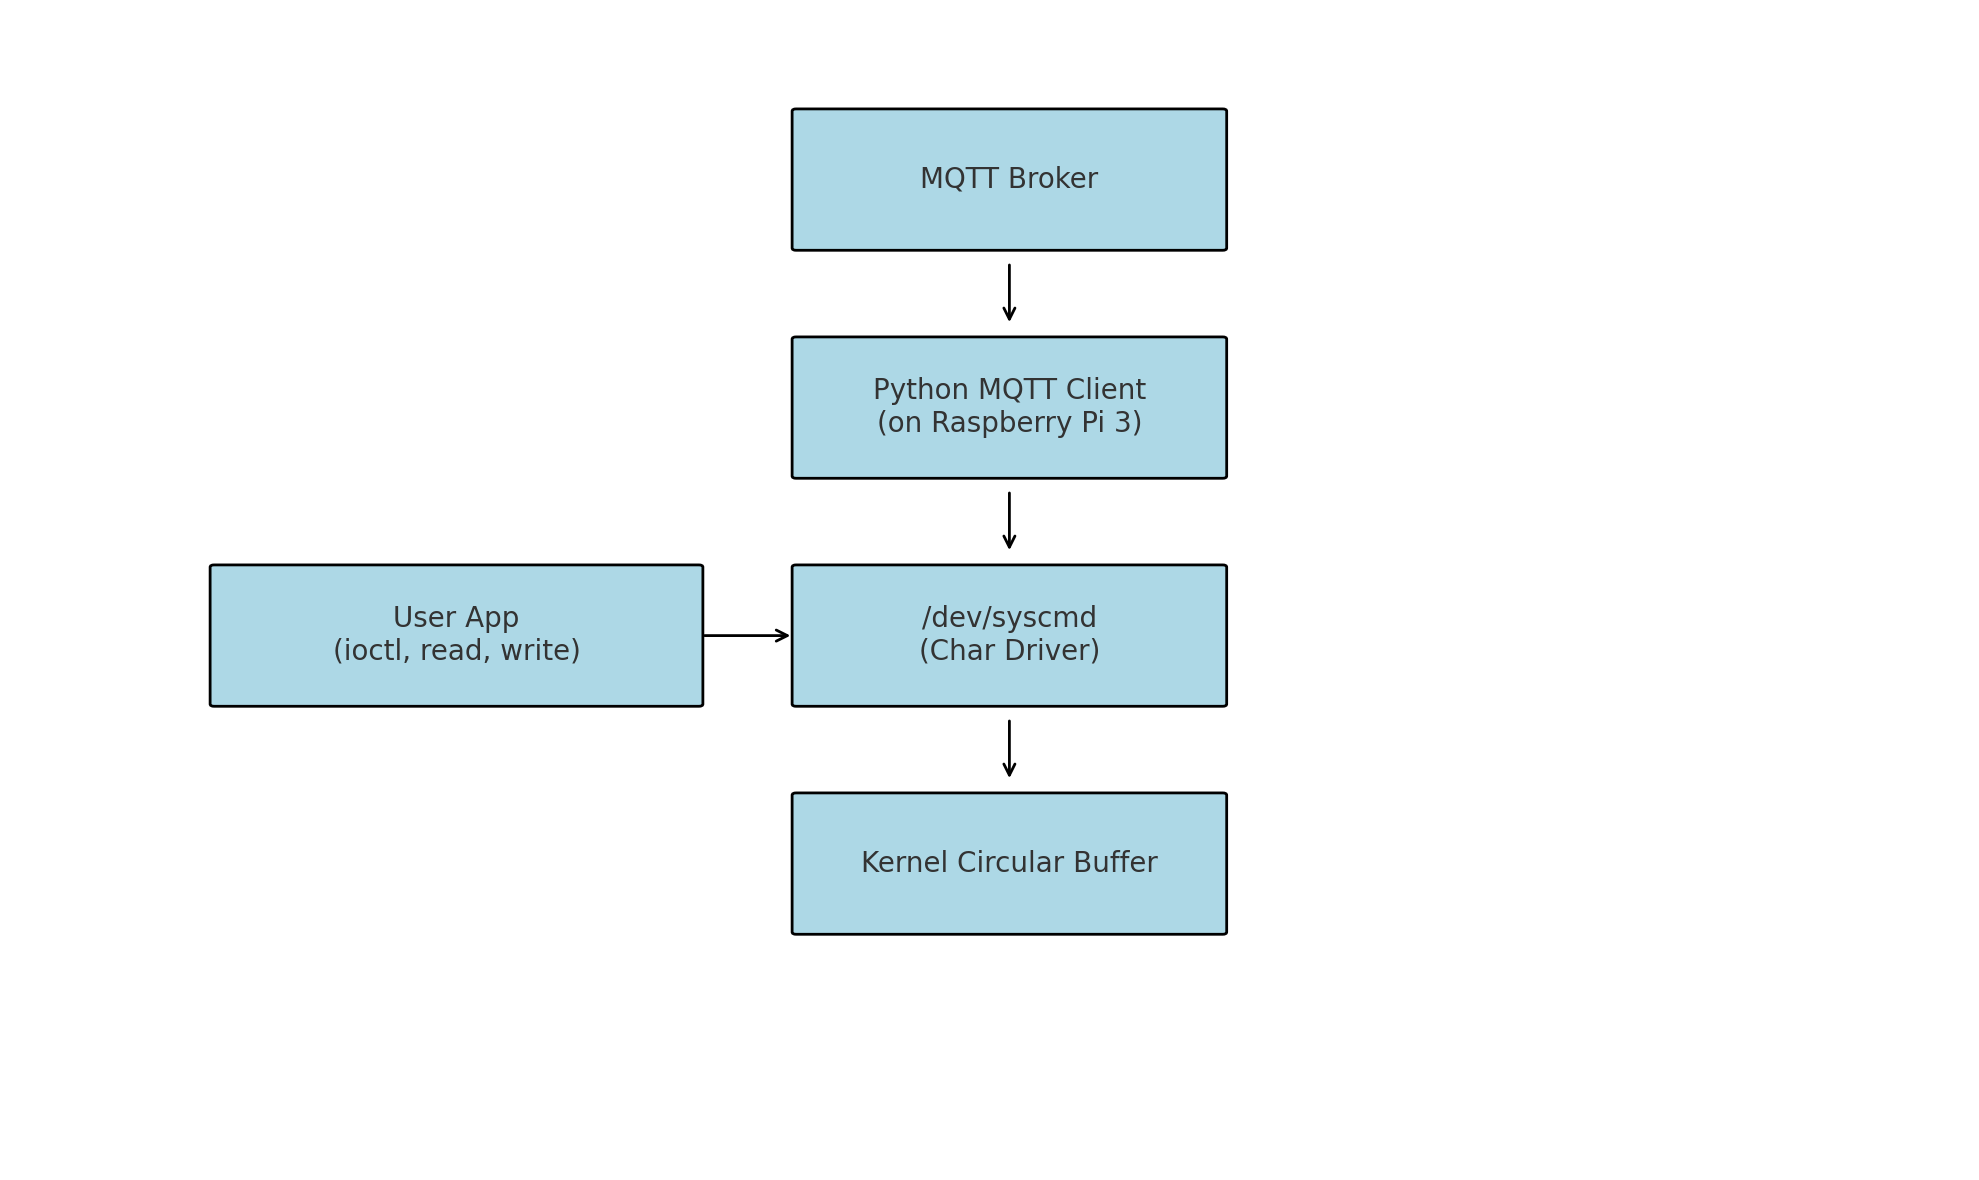 MQTT Broker
Python MQTT Client
(on Raspberry Pi 3)
User App
(ioctl, read, write)
/dev/syscmd
(Char Driver)
Kernel Circular Buffer